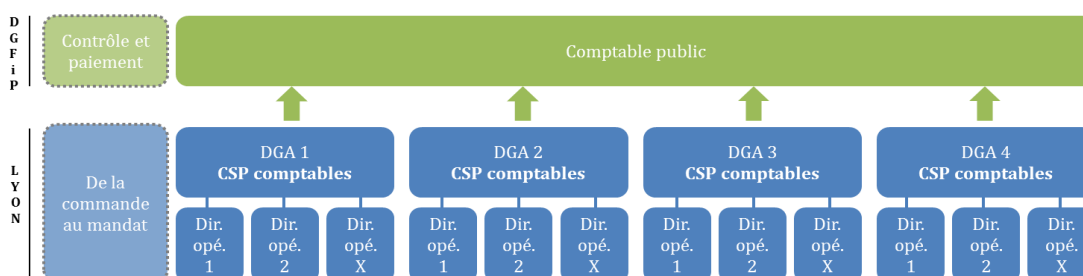 DGFiP
Contrôle et
paiement
Comptable public
LYON
De la
commande
au mandat
DGA 1
CSP comptables
DGA 2
CSP comptables
DGA 3
CSP comptables
DGA 4
CSP comptables
Dir.
opé.
1
Dir.
opé.
2
Dir.
opé.
X
Dir.
opé.
1
Dir.
opé.
2
Dir.
opé.
X
Dir.
opé.
1
Dir.
opé.
2
Dir.
opé.
X
Dir.
opé.
1
Dir.
opé.
2
Dir.
opé.
X